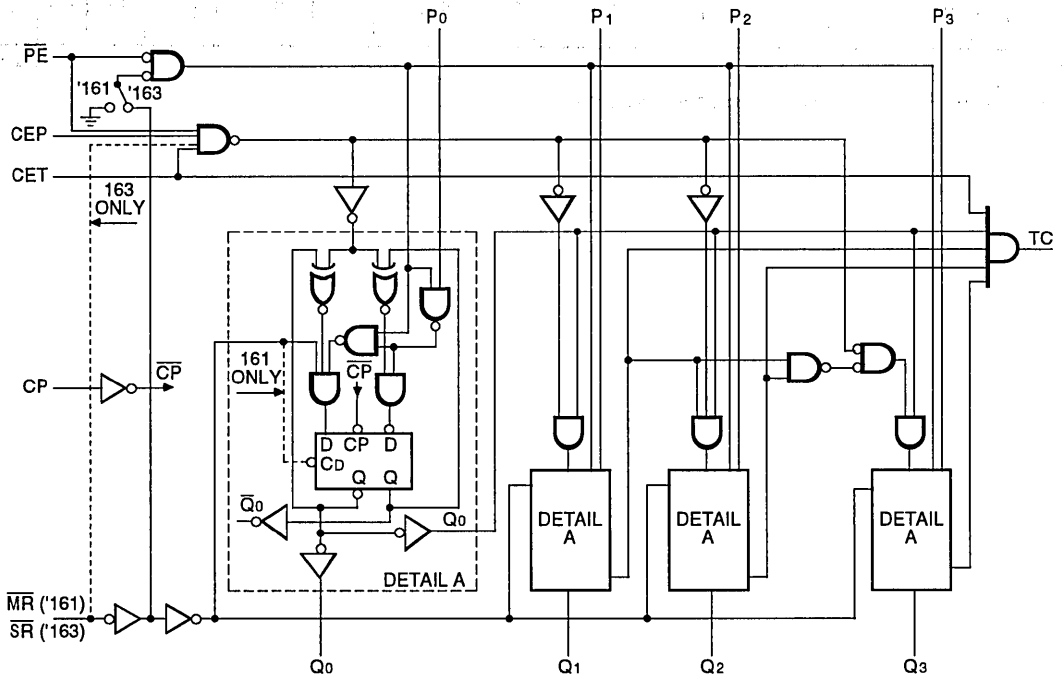 P0 P1 P2 P3
PE
'161 '163
CEP
CET
163
ONLY
TC
161
ONLY
CP
CP
CP
D CP D
CD
Q Q
Q0
Q0
DETAIL A
DETAIL
A
DETAIL
A
DETAIL
A
MR ('161)
SR ('163)
Q0 Q1 Q2 Q3